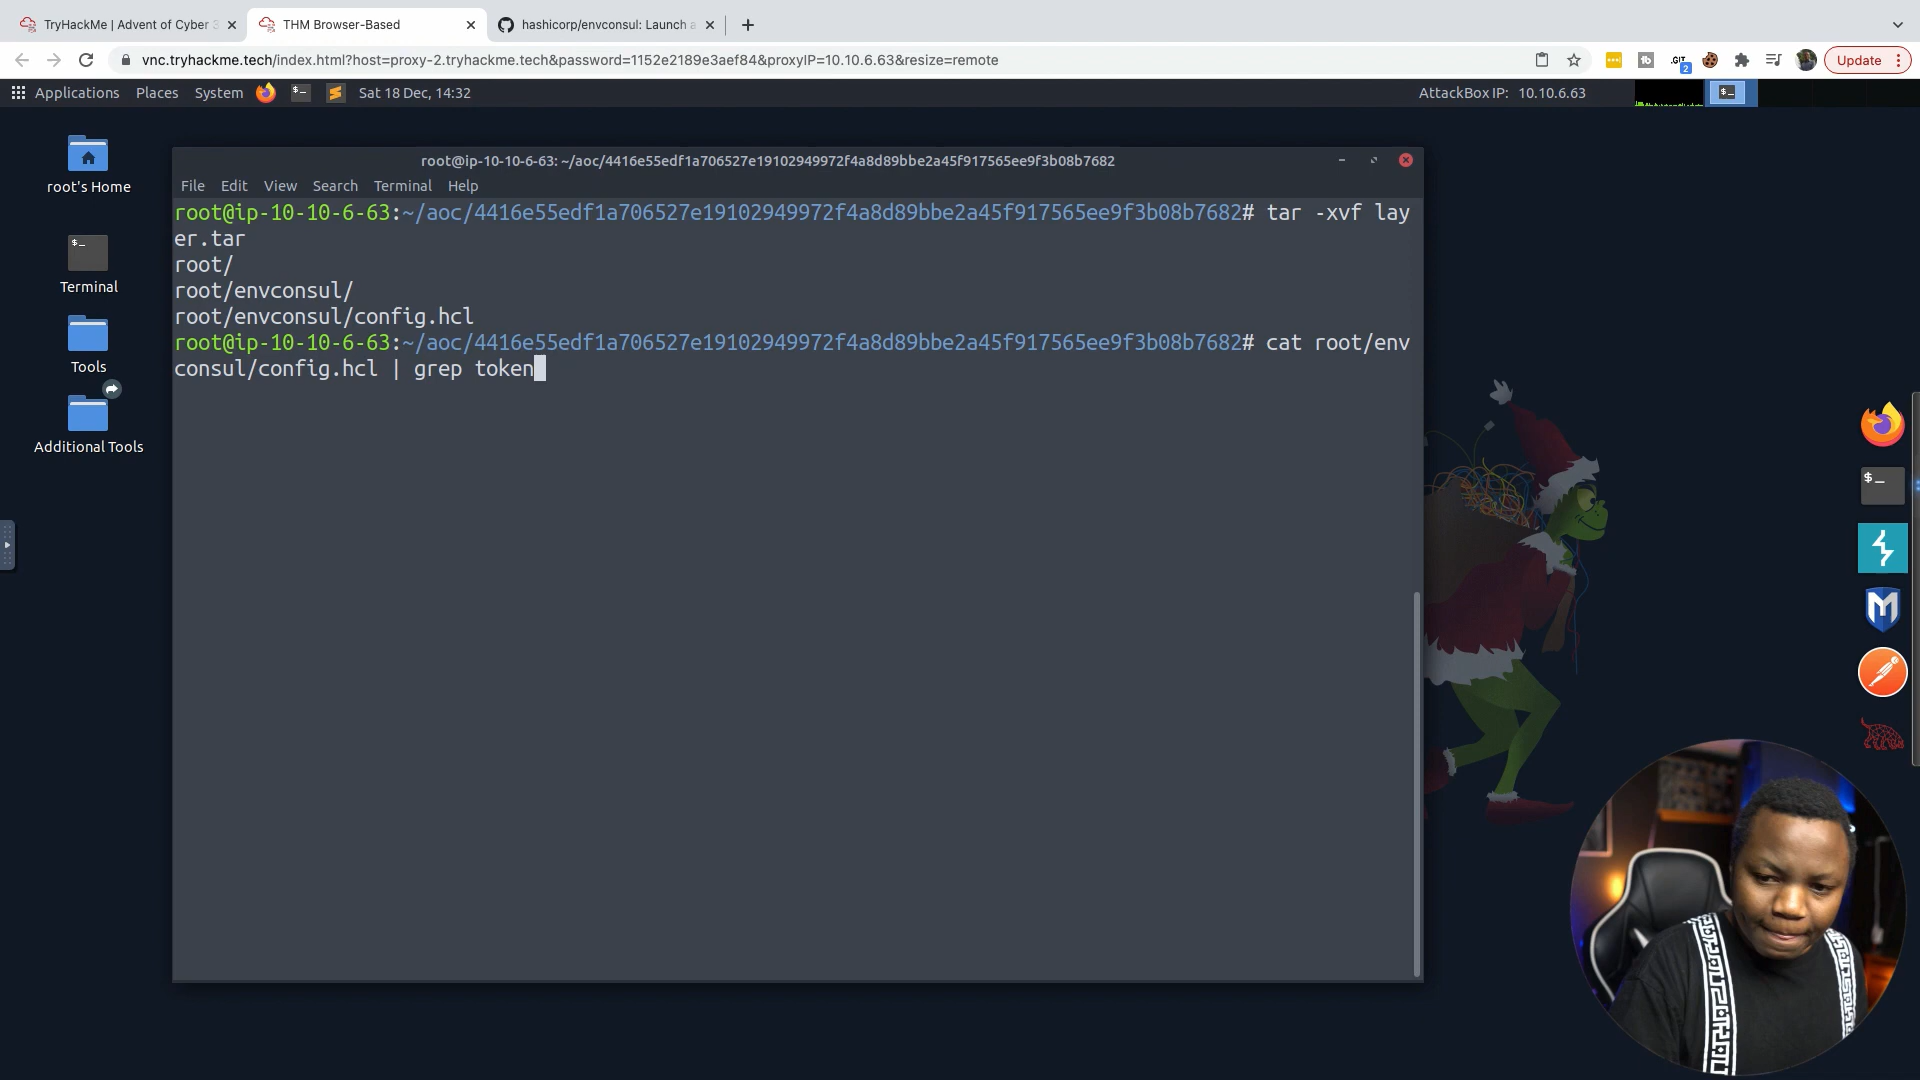 TryHackMe | Advent of Cyber 3
THM Browser-Based
hashicorp/envconsul: Launch a
vnc.tryhackme.tech/index.html?host=proxy-2.tryhackme.tech&password=1152e2189e3aef84&proxyIP=10.10.6.63&resize=remote
Update
Applications Places System Sat 18 Dec, 14:32
AttackBox IP: 10.10.6.63
root's Home
Terminal
Tools
Additional Tools
root@ip-10-10-6-63: ~/aoc/4416e55edf1a706527e19102949972f4a8d89bbe2a45f917565ee9f3b08b7682
File Edit View Search Terminal Help
root@ip-10-10-6-63:~/aoc/4416e55edf1a706527e19102949972f4a8d89bbe2a45f917565ee9f3b08b7682# tar -xvf lay
er.tar
root/
root/envconsul/
root/envconsul/config.hcl
root@ip-10-10-6-63:~/aoc/4416e55edf1a706527e19102949972f4a8d89bbe2a45f917565ee9f3b08b7682# cat root/env
consul/config.hcl | grep token